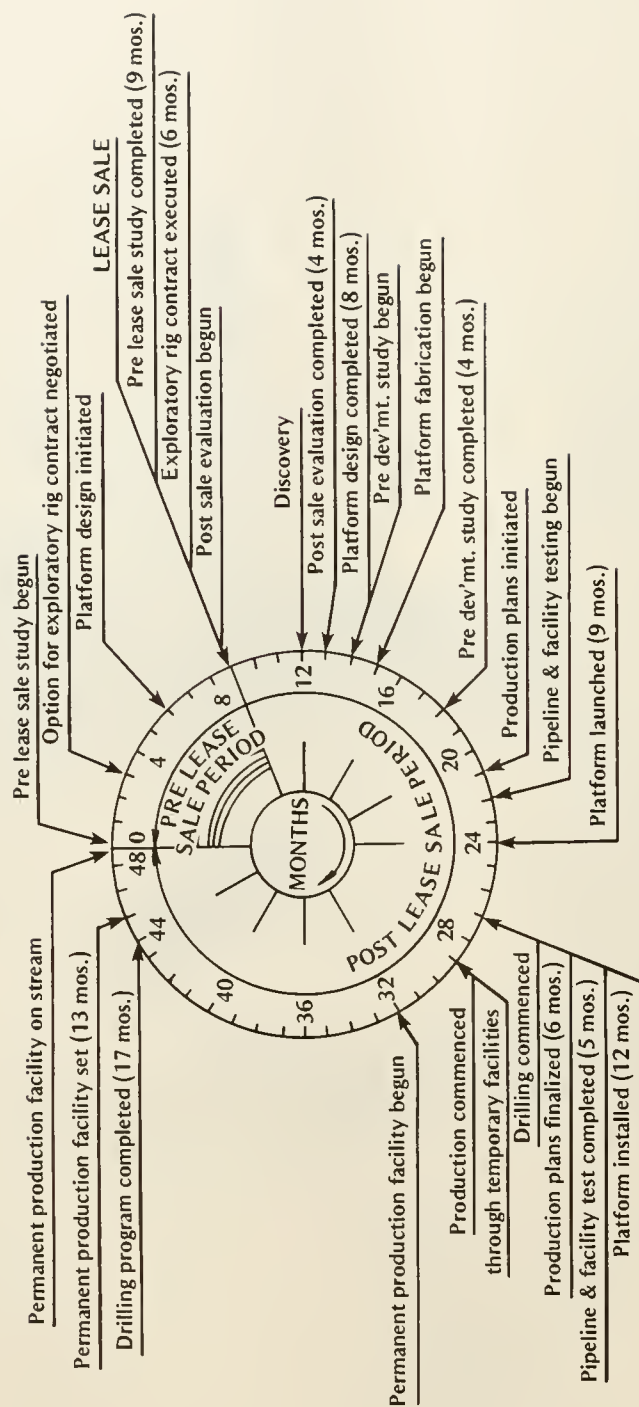 Pre lease sale study begun
Option for exploratory rig contract negotiated
Platform design initiated
LEASE SALE
Pre lease sale study completed (9 mos.)
Exploratory rig contract executed (6 mos.)
Post sale evaluation begun
Discovery
Post sale evaluation completed (4 mos.)
Platform design completed (8 mos.)
Pre dev'mt. study begun
Platform fabrication begun
Pre dev'mt. study completed (4 mos.)
Production plans initiated
Pipeline & facility testing begun
Platform launched (9 mos.)
Permanent production facility on stream
Permanent production facility set (13 mos.)
Drilling program completed (17 mos.)
Permanent production facility begun
Production commenced
through temporary facilities
Drilling commenced
Production plans finalized (6 mos.)
Pipeline & facility test completed (5 mos.)
Platform installed (12 mos.)
0
4
8
12
16
20
24
28
32
36
40
44
48
PRE LEASE
SALE PERIOD
MONTHS
POST LEASE SALE PERIOD